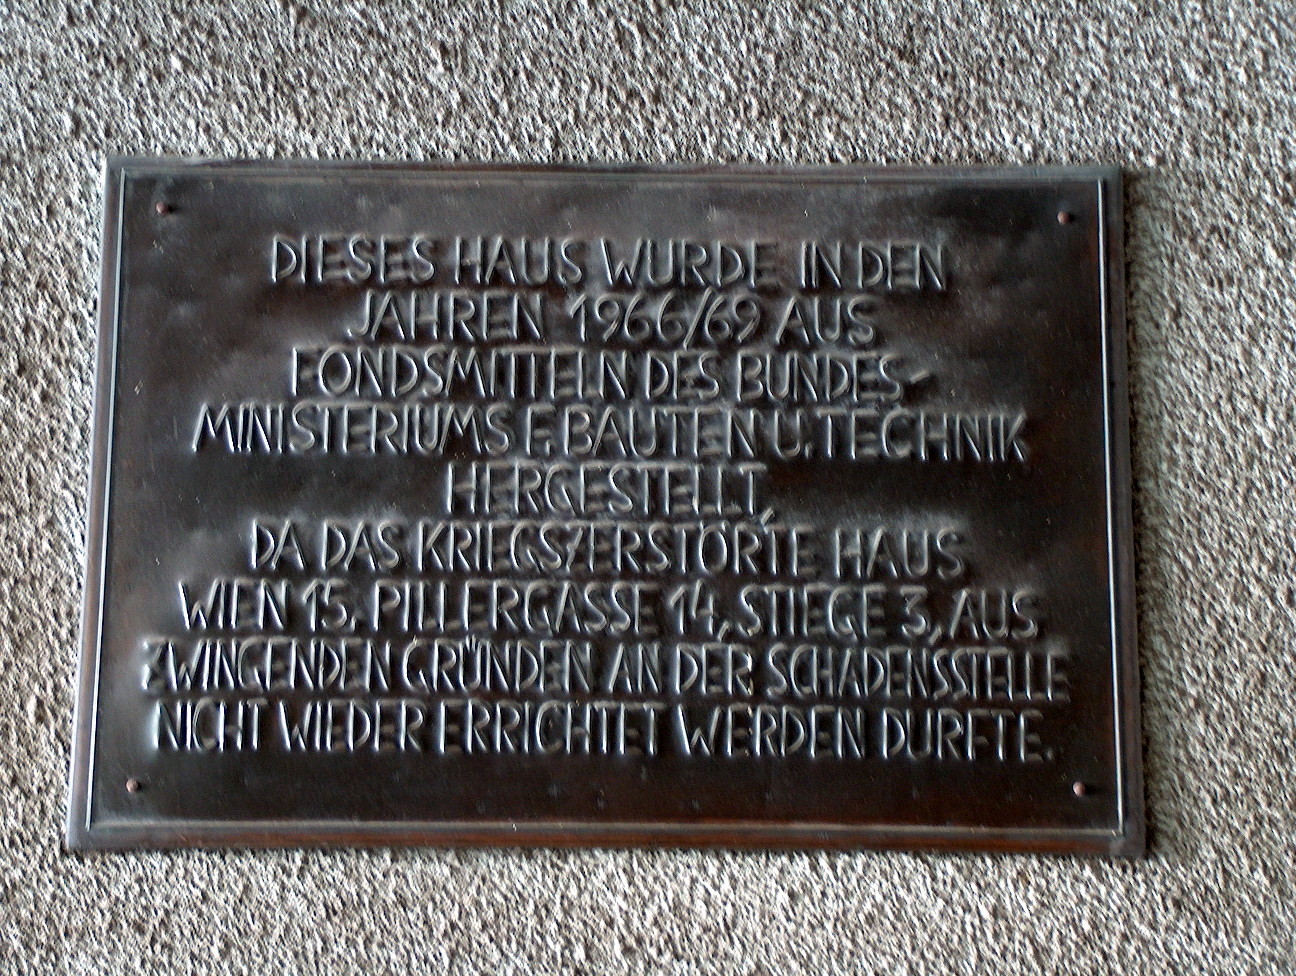 DIESES HAUS WURDE IN DEN
JAHREN 1966/69 AUS
FONDSMITTELN DES BUNDES-
MINISTERIUMS F. BAUTEN U. TECHNIK
HERGESTELLT,
DA DAS KRIEGSZERSTÖRTE HAUS
WIEN 15. PILLERGASSE 14, STIEGE 3, AUS
ZWINGENDEN GRÜNDEN AN DER SCHADENSSTELLE
NICHT WIEDER ERRICHTET WERDEN DURFTE.